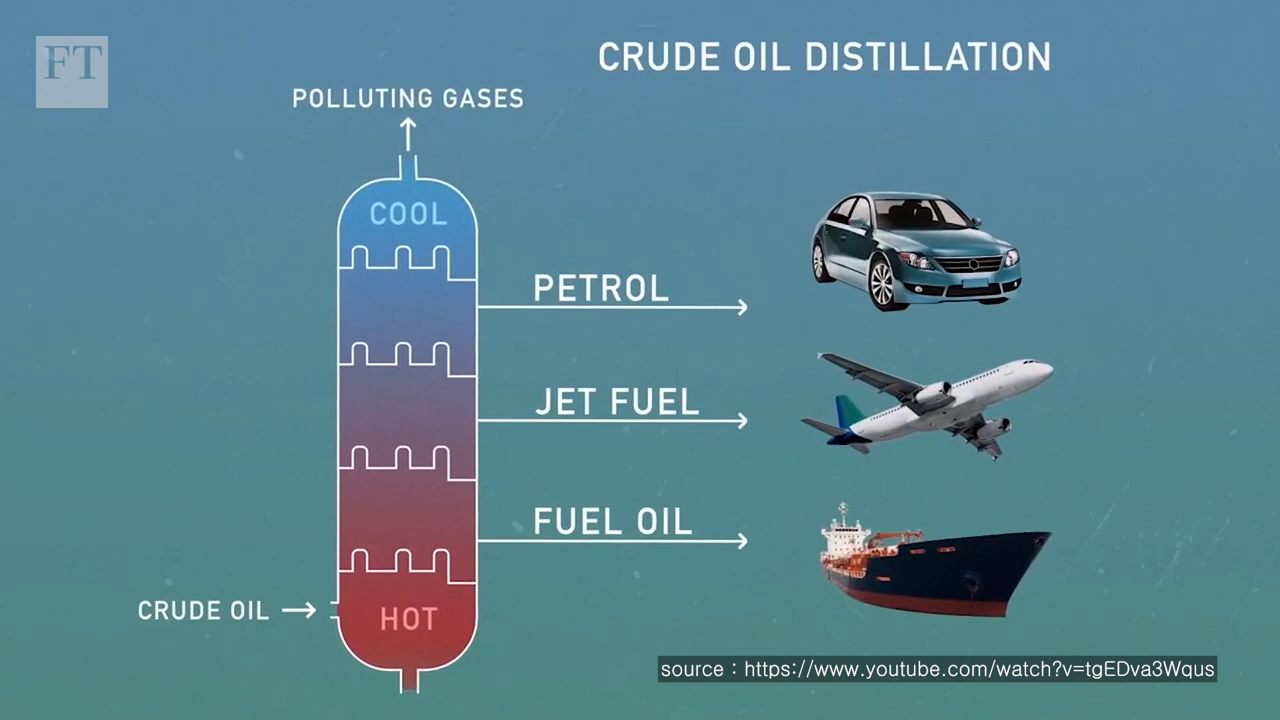 FT
CRUDE OIL DISTILLATION
POLLUTING GASES
COOL
PETROL
JET FUEL
FUEL OIL
CRUDE OIL
HOT
source : https://www.youtube.com/watch?v=tgEDva3Wqus